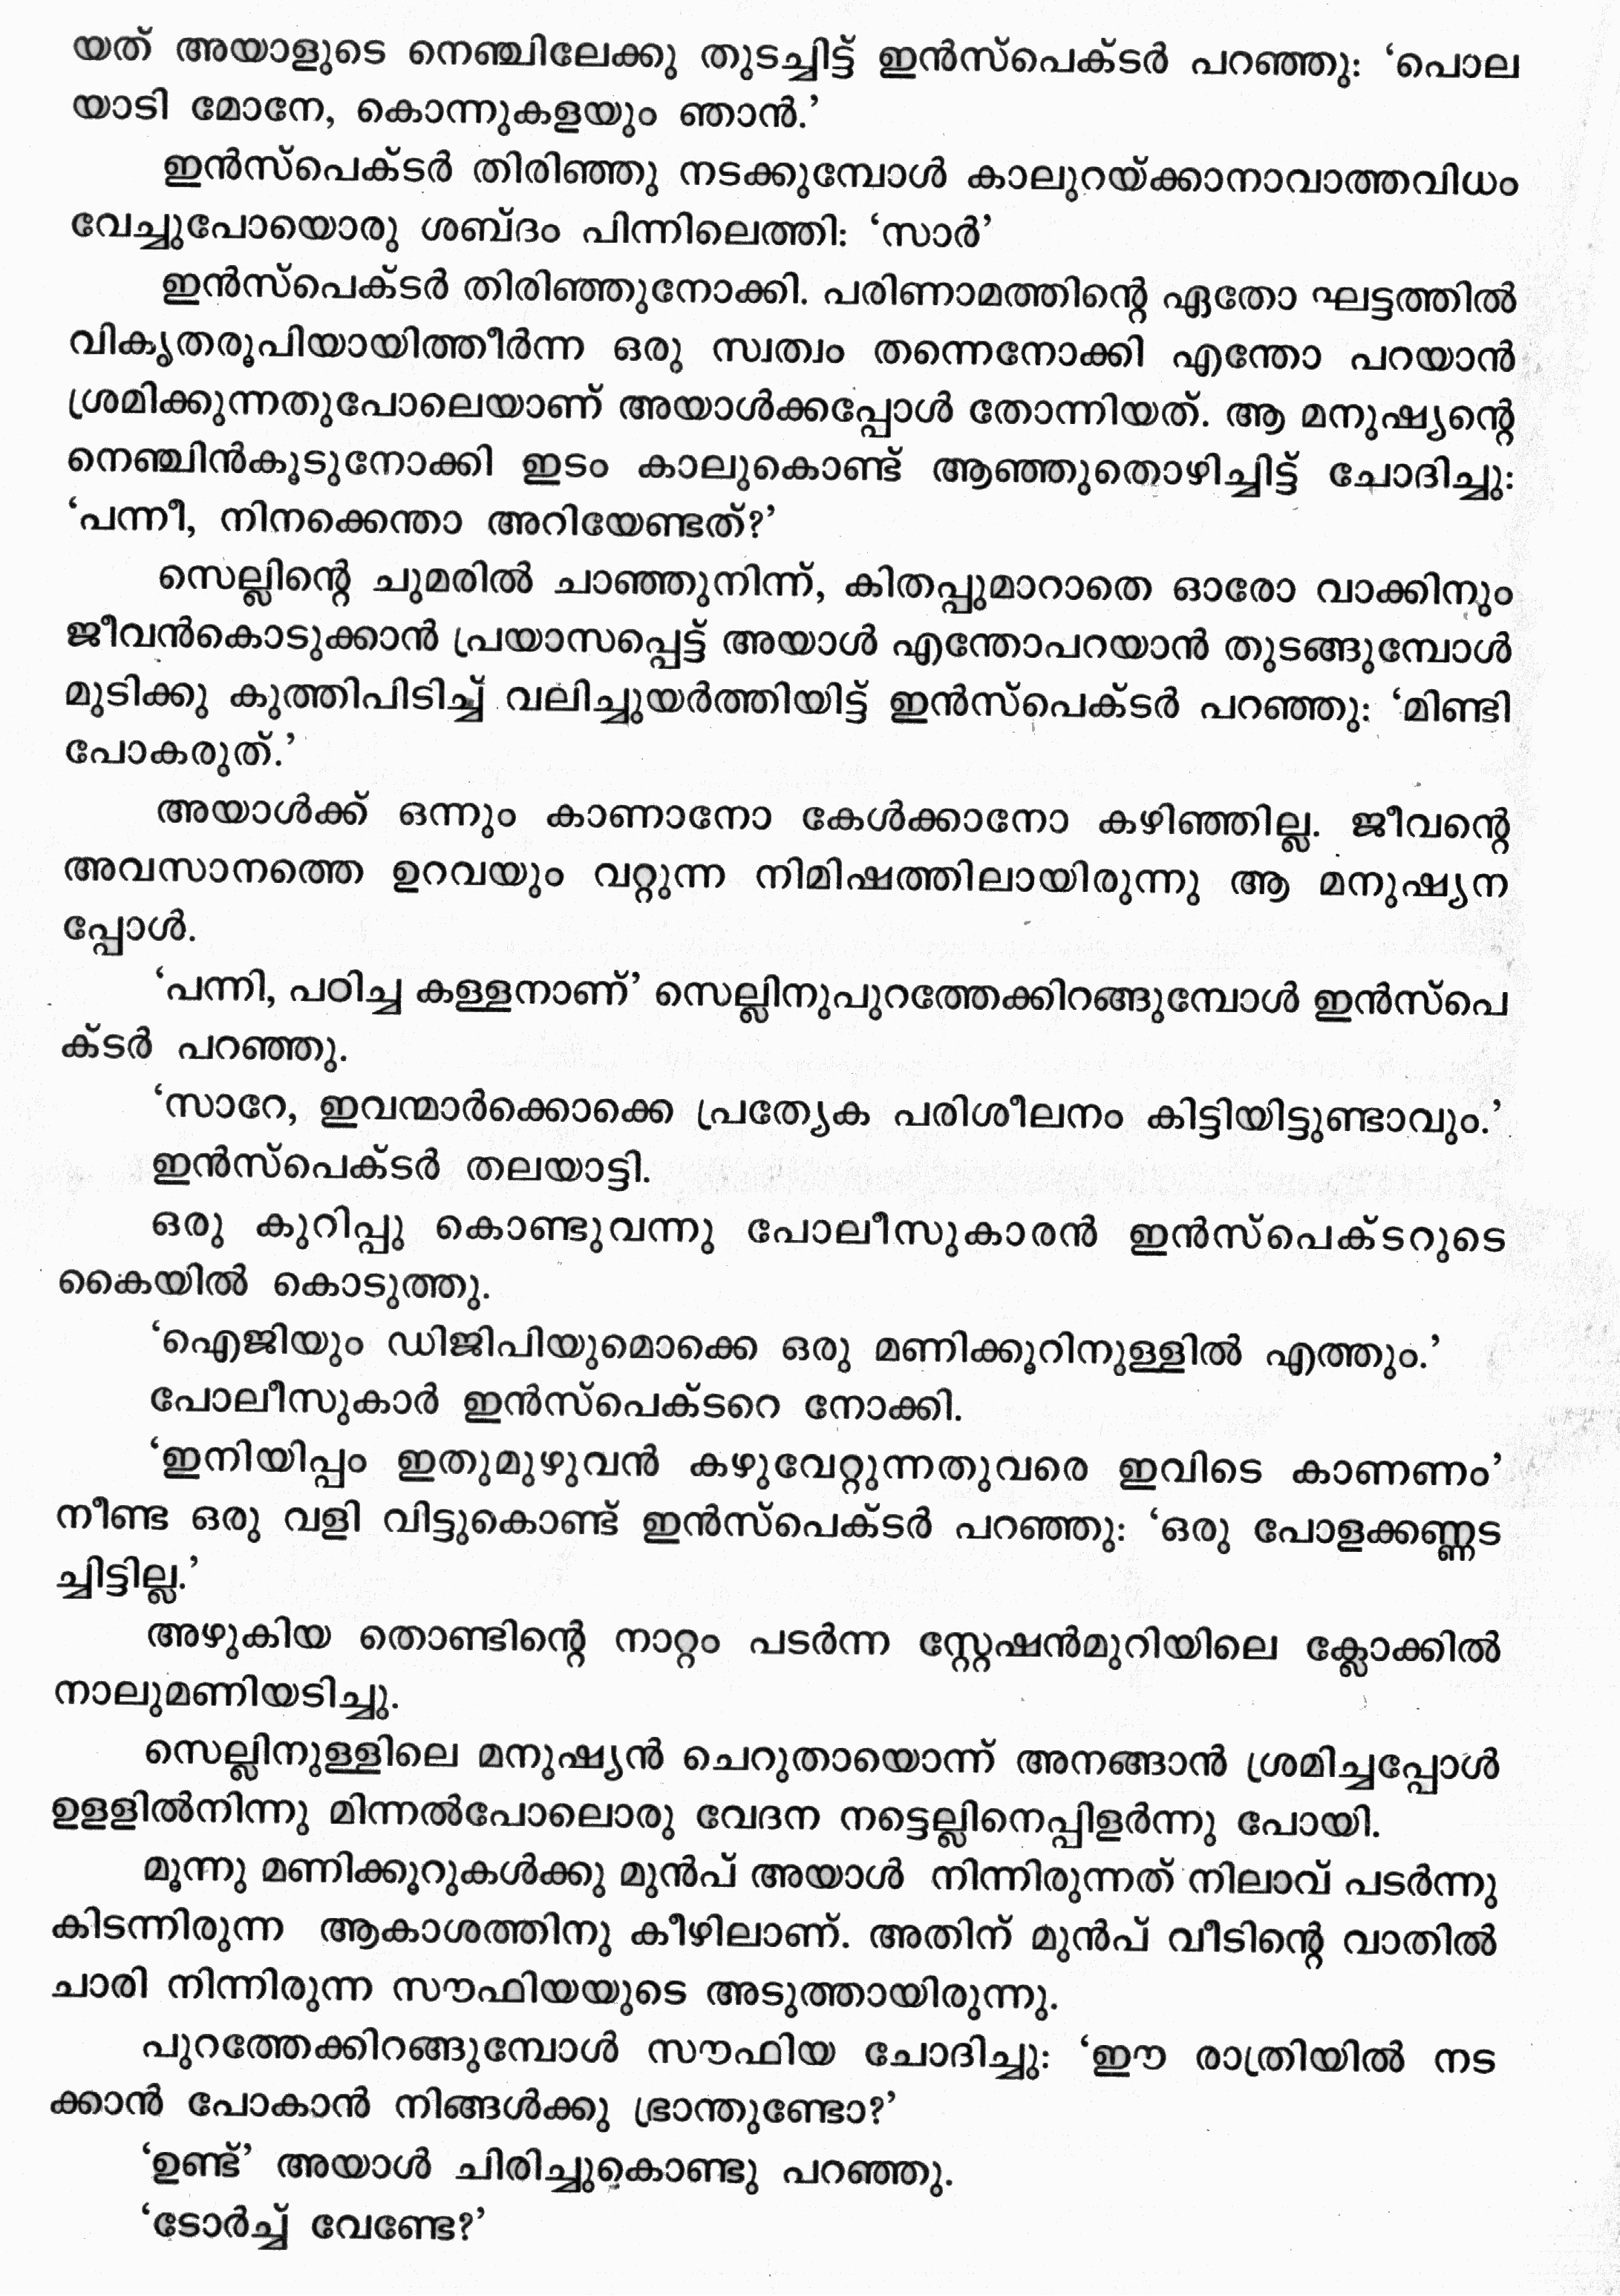 യത് അയാളുടെ നെഞ്ചിലേക്കു തുടച്ചിട്ട് ഇൻസ്പെക്ടർ പറഞ്ഞു: ‘പൊല
യാടി മോനേ, കൊന്നുകളയും ഞാൻ.’
ഇൻസ്പെക്ടർ തിരിഞ്ഞു നടക്കുമ്പോൾ കാലുറയ്ക്കാനാവാത്തവിധം
വേച്ചുപോയൊരു ശബ്ദം പിന്നിലെത്തി: ‘സാർ’
ഇൻസ്പെക്ടർ തിരിഞ്ഞുനോക്കി. പരിണാമത്തിന്റെ ഏതോ ഘട്ടത്തിൽ
വികൃതരൂപിയായിത്തീർന്ന ഒരു സ്വത്വം തന്നെനോക്കി എന്തോ പറയാൻ
ശ്രമിക്കുന്നതുപോലെയാണ് അയാൾക്കപ്പോൾ തോന്നിയത്. ആ മനുഷ്യന്റെ
നെഞ്ചിൻകൂടുനോക്കി ഇടം കാലുകൊണ്ട് ആഞ്ഞുതൊഴിച്ചിട്ട് ചോദിച്ചു:
‘പന്നീ, നിനക്കെന്താ അറിയേണ്ടത്?’
സെല്ലിന്റെ ചുമരിൽ ചാഞ്ഞുനിന്ന്, കിതപ്പുമാറാതെ ഓരോ വാക്കിനും
ജീവൻകൊടുക്കാൻ പ്രയാസപ്പെട്ട് അയാൾ എന്തോപറയാൻ തുടങ്ങുമ്പോൾ
മുടിക്കു കുത്തിപിടിച്ച് വലിച്ചുയർത്തിയിട്ട് ഇൻസ്പെക്ടർ പറഞ്ഞു: ‘മിണ്ടി
പോകരുത്.’
അയാൾക്ക് ഒന്നും കാണാനോ കേൾക്കാനോ കഴിഞ്ഞില്ല. ജീവന്റെ
അവസാനത്തെ ഉറവയും വറ്റുന്ന നിമിഷത്തിലായിരുന്നു ആ മനുഷ്യന
പ്പോൾ.
‘പന്നി, പഠിച്ച കള്ളനാണ്’ സെല്ലിനുപുറത്തേക്കിറങ്ങുമ്പോൾ ഇൻസ്പെ
ക്ടർ പറഞ്ഞു.
‘സാറേ, ഇവന്മാർക്കൊക്കെ പ്രത്യേക പരിശീലനം കിട്ടിയിട്ടുണ്ടാവും.’
ഇൻസ്പെക്ടർ തലയാട്ടി.
ഒരു കുറിപ്പു കൊണ്ടുവന്നു പോലീസുകാരൻ ഇൻസ്പെക്ടറുടെ
കൈയിൽ കൊടുത്തു.
‘ഐജിയും ഡിജിപിയുമൊക്കെ ഒരു മണിക്കൂറിനുള്ളിൽ എത്തും.’
പോലീസുകാർ ഇൻസ്പെക്ടറെ നോക്കി.
‘ഇനിയിപ്പം ഇതുമുഴുവൻ കഴുവേറ്റുന്നതുവരെ ഇവിടെ കാണണം’
നീണ്ട ഒരു വളി വിട്ടുകൊണ്ട് ഇൻസ്പെക്ടർ പറഞ്ഞു: ‘ഒരു പോളക്കണ്ണട
ച്ചിട്ടില്ല.’
അഴുകിയ തൊണ്ടിന്റെ നാറ്റം പടർന്ന സ്റ്റേഷൻമുറിയിലെ ക്ലോക്കിൽ
നാലുമണിയടിച്ചു.
സെല്ലിനുള്ളിലെ മനുഷ്യൻ ചെറുതായൊന്ന് അനങ്ങാൻ ശ്രമിച്ചപ്പോൾ
ഉളളിൽനിന്നു മിന്നൽപോലൊരു വേദന നട്ടെല്ലിനെപ്പിളർന്നു പോയി.
മൂന്നു മണിക്കൂറുകൾക്കു മുൻപ് അയാൾ നിന്നിരുന്നത് നിലാവ് പടർന്നു
കിടന്നിരുന്ന ആകാശത്തിനു കീഴിലാണ്. അതിന് മുൻപ് വീടിന്റെ വാതിൽ
ചാരി നിന്നിരുന്ന സൗഫിയയുടെ അടുത്തായിരുന്നു.
പുറത്തേക്കിറങ്ങുമ്പോൾ സൗഫിയ ചോദിച്ചു: ‘ഈ രാത്രിയിൽ നട
ക്കാൻ പോകാൻ നിങ്ങൾക്കു ഭ്രാന്തുണ്ടോ?’
‘ഉണ്ട്’ അയാൾ ചിരിച്ചുകൊണ്ടു പറഞ്ഞു.
‘ടോർച്ച് വേണ്ടേ?’